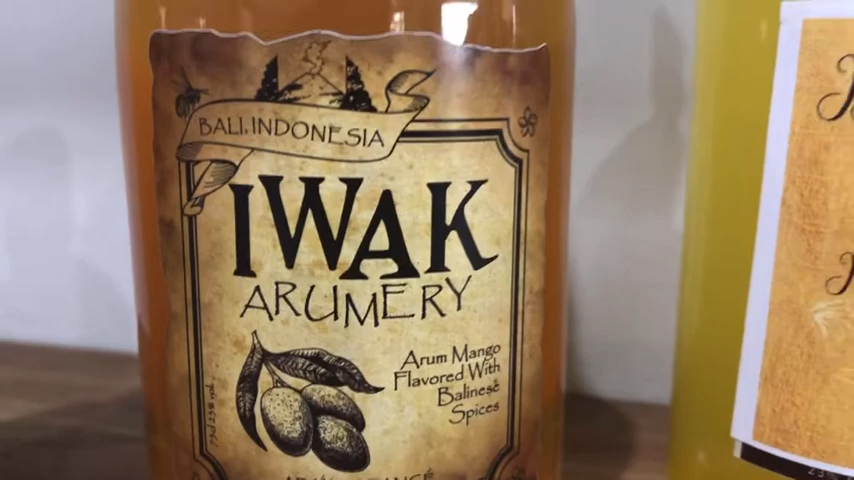 BALI, INDONESIA
IWAK
ARUMERY
Arum Mango
Flavored With
Balinese
Spices